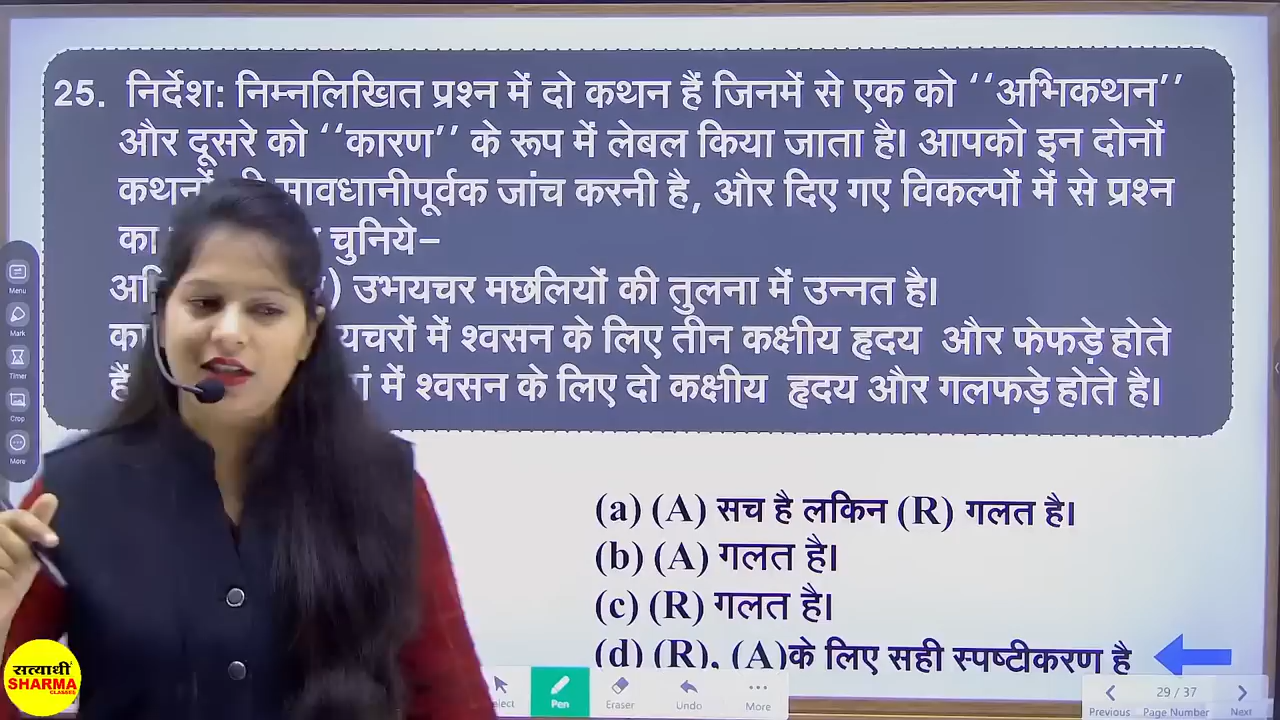 25. निर्देश: निम्नलिखित प्रश्न में दो कथन हैं जिनमें से एक को ‘‘अभिकथन’’
और दूसरे को ‘‘कारण’’ के रूप में लेबल किया जाता है। आपको इन दोनों
सावधानीपूर्वक जांच करनी है, और दिए गए विकल्पों में से प्रश्न
का चुनिये–
) उभयचर मछलियों की तुलना में उन्नत है।
में श्वसन के लिए तीन कक्षीय हृदय और फेफड़े होते
हैं में श्वसन के लिए दो कक्षीय हृदय और गलफड़े होते है।
(a) (A) सच है लकिन (R) गलत है।
(b) (A) गलत है।
(c) (R) गलत है।
(d) (R), (A)के लिए सही स्पष्टीकरण है
Menu
Mark
Timer
Crop
More
सत्यार्थी
SHARMA
CLASSES
Pen
Eraser
Undo
More
29 / 37
Previous
Page Number
Next